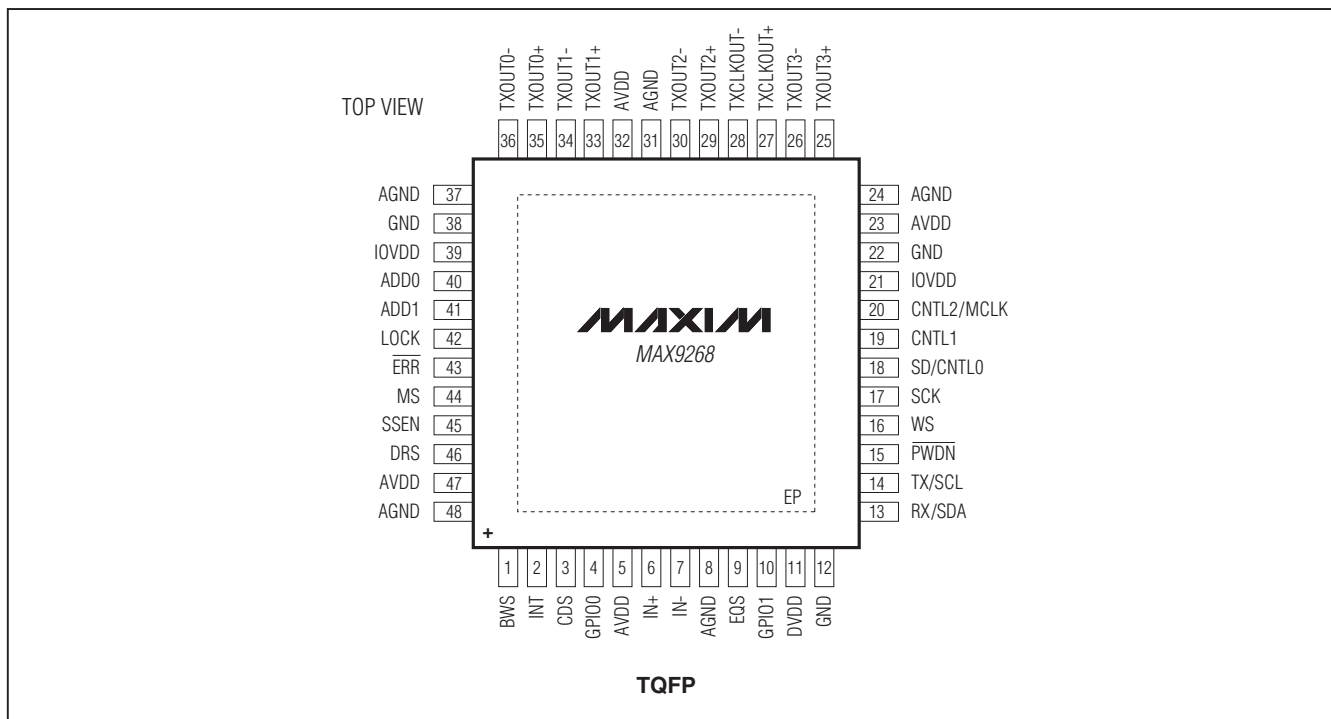 TOP VIEW
TXOUT0-
TXOUT0+
TXOUT1-
TXOUT1+
AVDD
AGND
TXOUT2-
TXOUT2+
TXCLKOUT-
TXCLKOUT+
TXOUT3-
TXOUT3+
36 35 34 33 32 31 30 29 28 27 26 25
AGND 37
GND 38
IOVDD 39
ADD0 40
ADD1 41
LOCK 42
ERR 43
MS 44
SSEN 45
DRS 46
AVDD 47
AGND 48
MAXIM
MAX9268
EP
+
24 AGND
23 AVDD
22 GND
21 IOVDD
20 CNTL2/MCLK
19 CNTL1
18 SD/CNTL0
17 SCK
16 WS
15 PWDN
14 TX/SCL
13 RX/SDA
1 2 3 4 5 6 7 8 9 10 11 12
BWS
INT
CDS
GPIO0
AVDD
IN+
IN-
AGND
EQS
GPIO1
DVDD
GND
TQFP